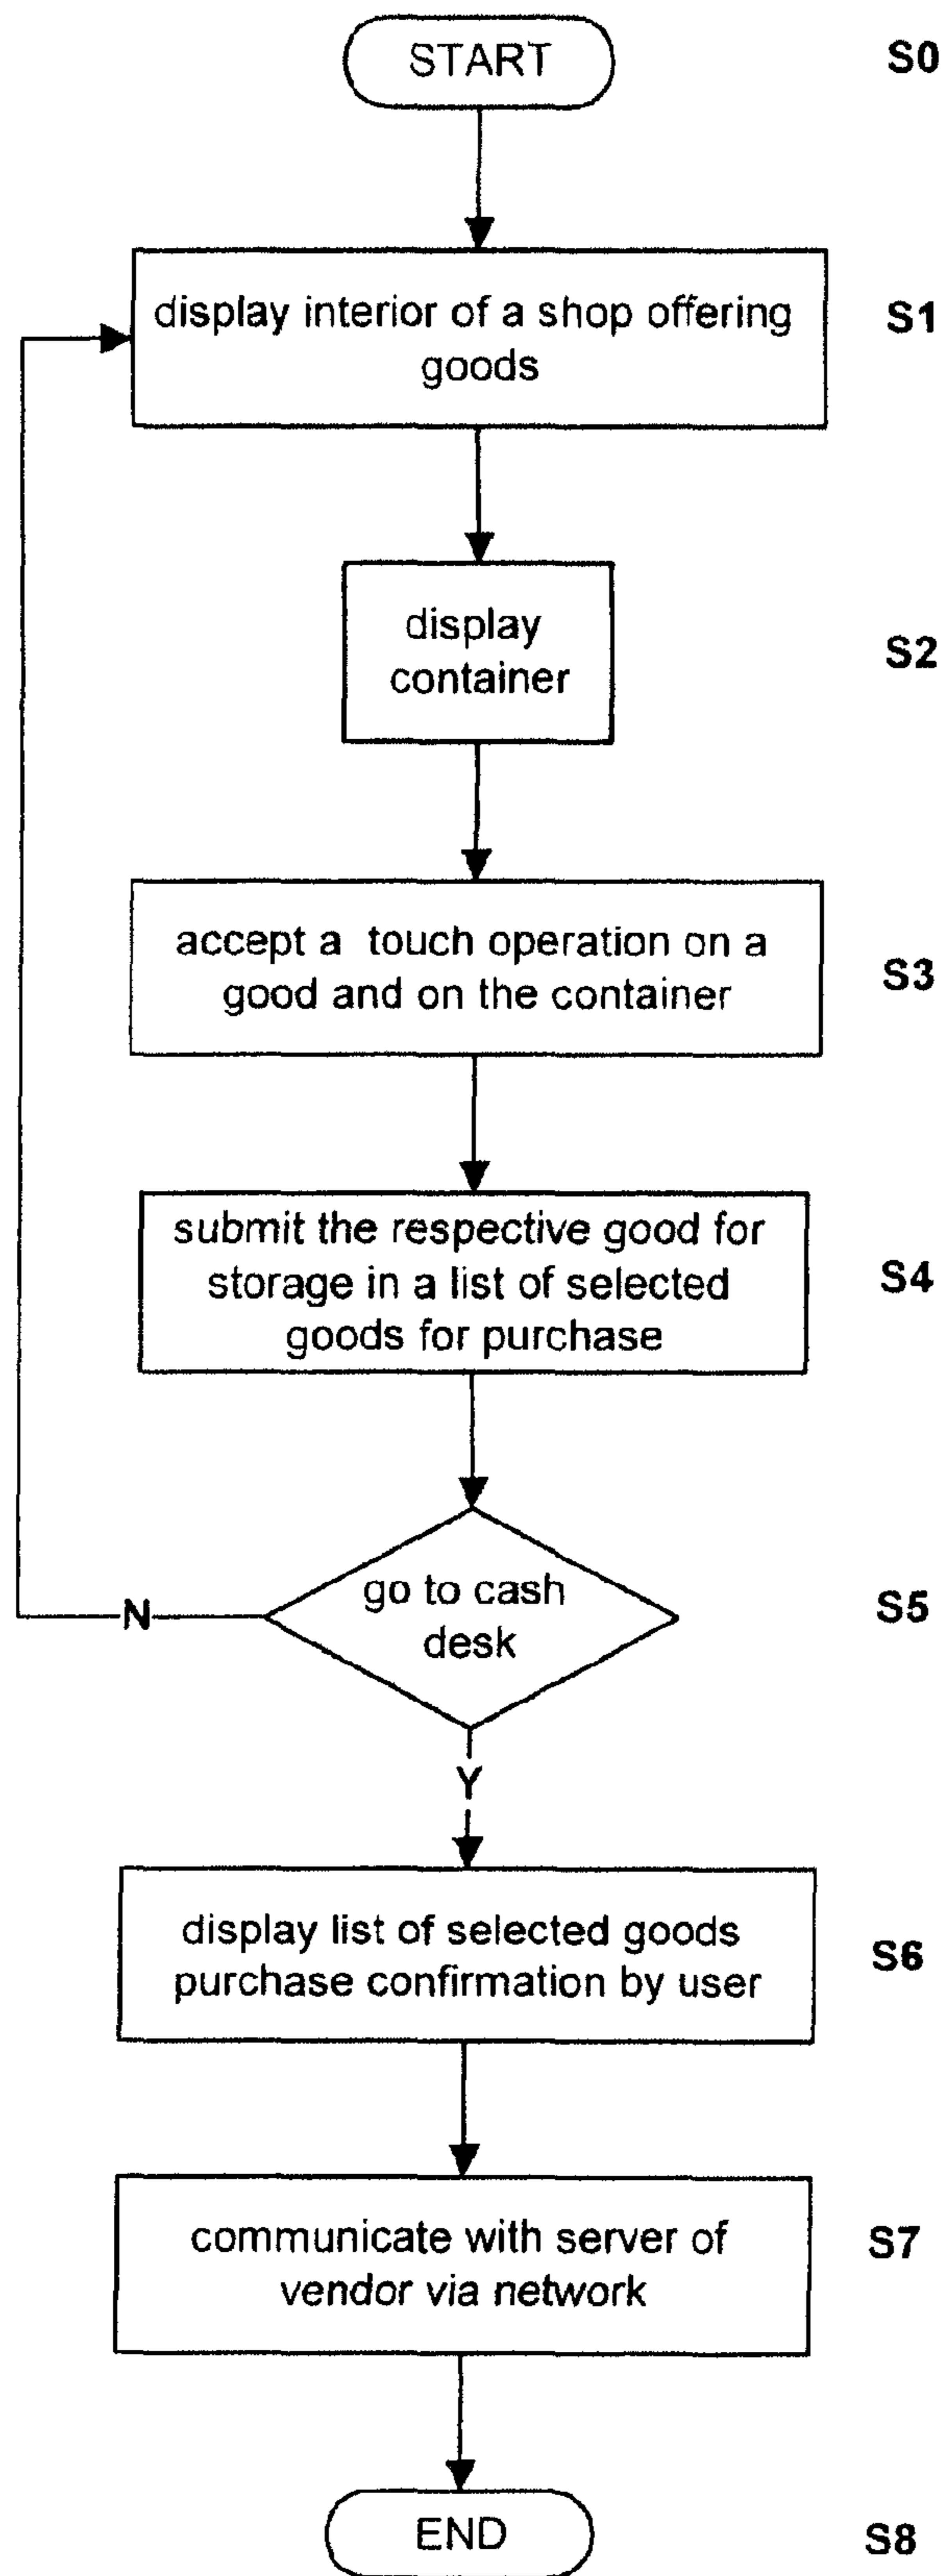 START
S0
display interior of a shop offering
goods
S1
display
container
S2
accept a touch operation on a
good and on the container
S3
submit the respective good for
storage in a list of selected
goods for purchase
S4
go to cash
desk
S5
N
Y
display list of selected goods
purchase confirmation by user
S6
communicate with server of
vendor via network
S7
END
S8